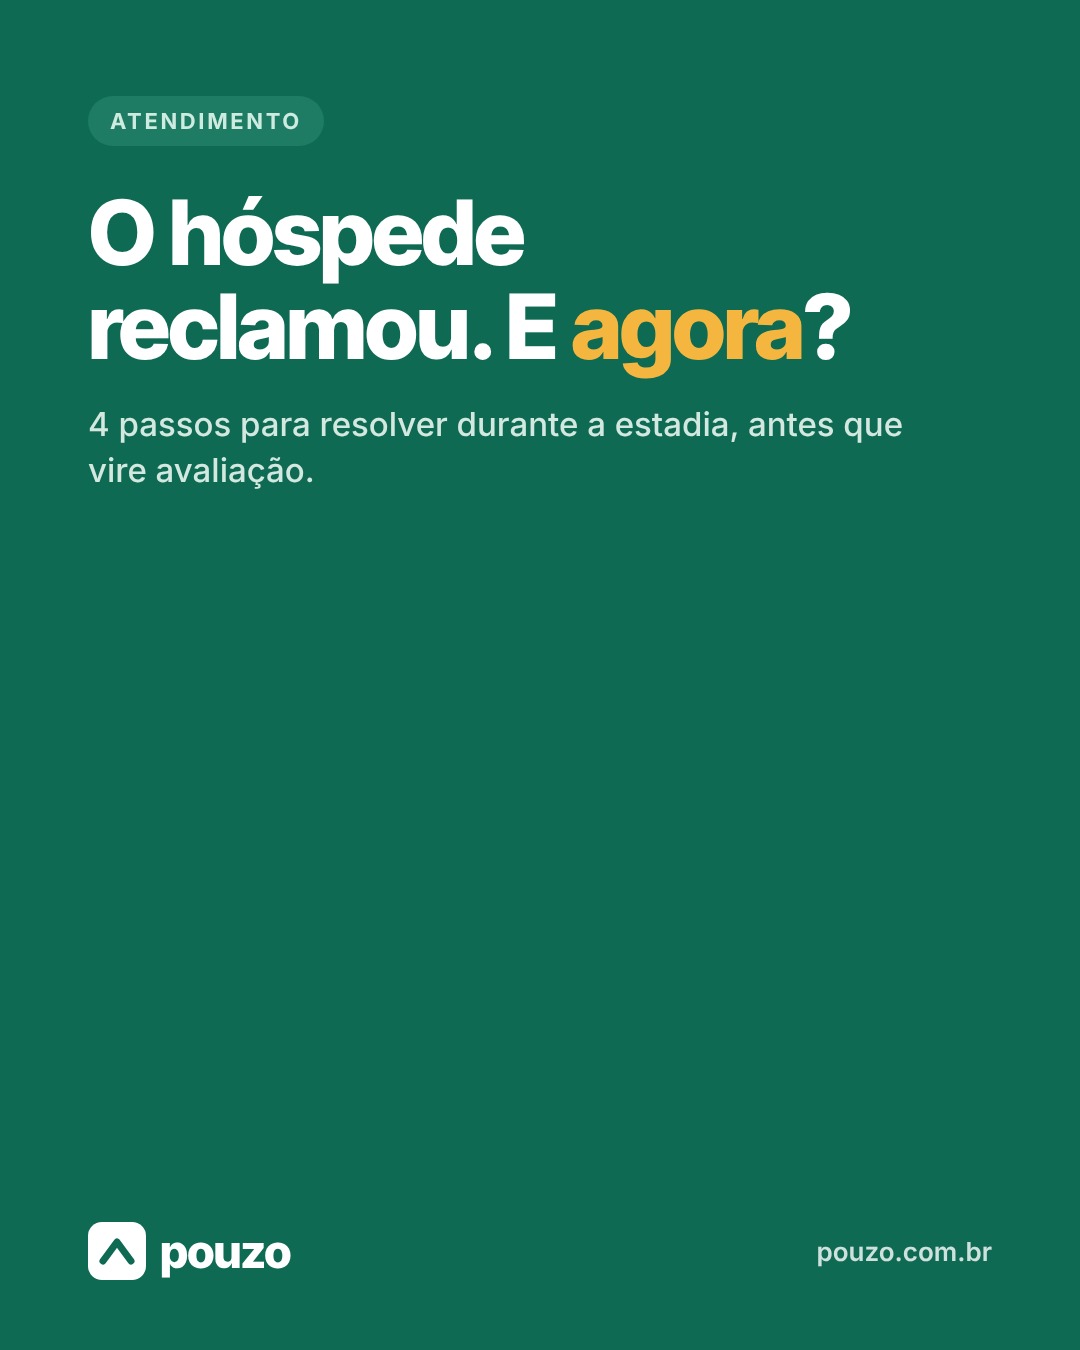 ATENDIMENTO
O hóspede
reclamou. E agora?
4 passos para resolver durante a estadia, antes que
vire avaliação.
pouzo
pouzo.com.br